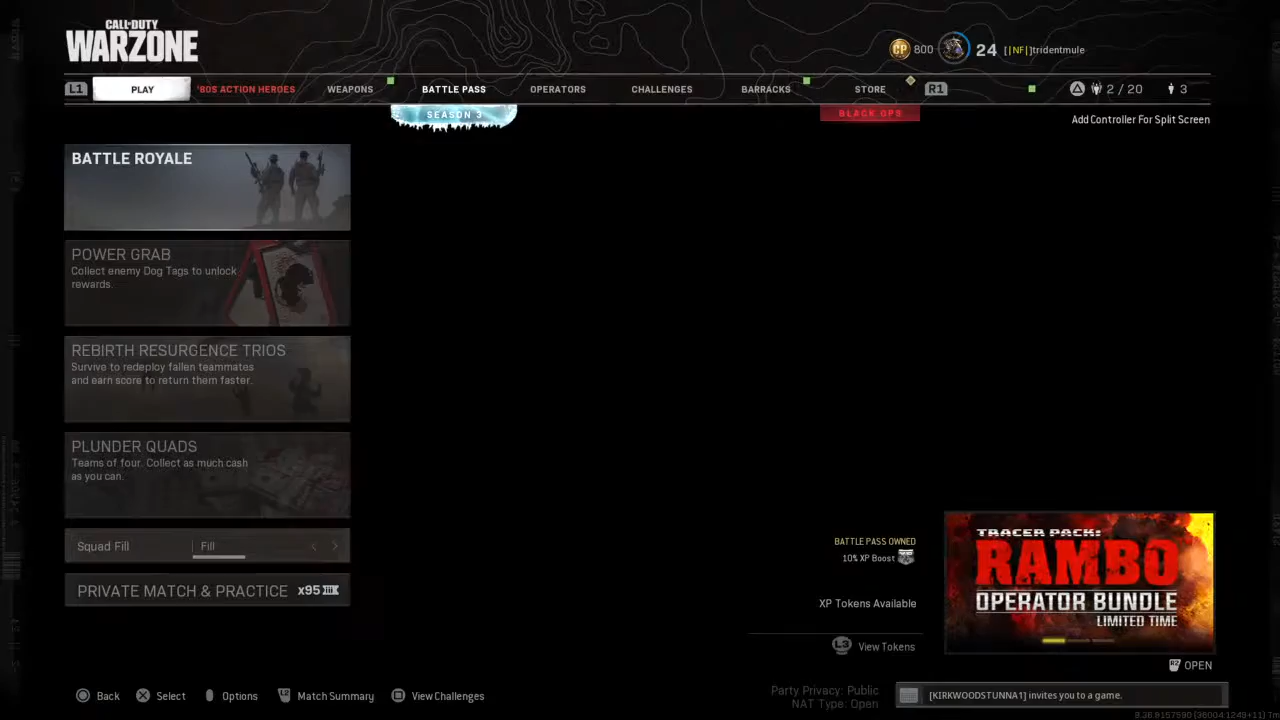 CALL OF DUTY
WARZONE
CP 800 24 [|NF|]tridentmule
L1 PLAY '80S ACTION HEROES WEAPONS BATTLE PASS OPERATORS CHALLENGES BARRACKS STORE R1 2 / 20 3
SEASON 3 BLACK OPS
Add Controller For Split Screen
BATTLE ROYALE
POWER GRAB
Collect enemy Dog Tags to unlock
rewards.
REBIRTH RESURGENCE TRIOS
Survive to redeploy fallen teammates
and earn score to return them faster.
PLUNDER QUADS
Teams of four. Collect as much cash
as you can.
Squad Fill Fill
PRIVATE MATCH & PRACTICE x95
BATTLE PASS OWNED
10% XP Boost
XP Tokens Available
L3 View Tokens
TRACER PACK:
RAMBO
OPERATOR BUNDLE
LIMITED TIME
R2 OPEN
Back Select Options L2 Match Summary View Challenges
Party Privacy: Public
NAT Type: Open
[KIRKWOODSTUNNA1] invites you to a game.